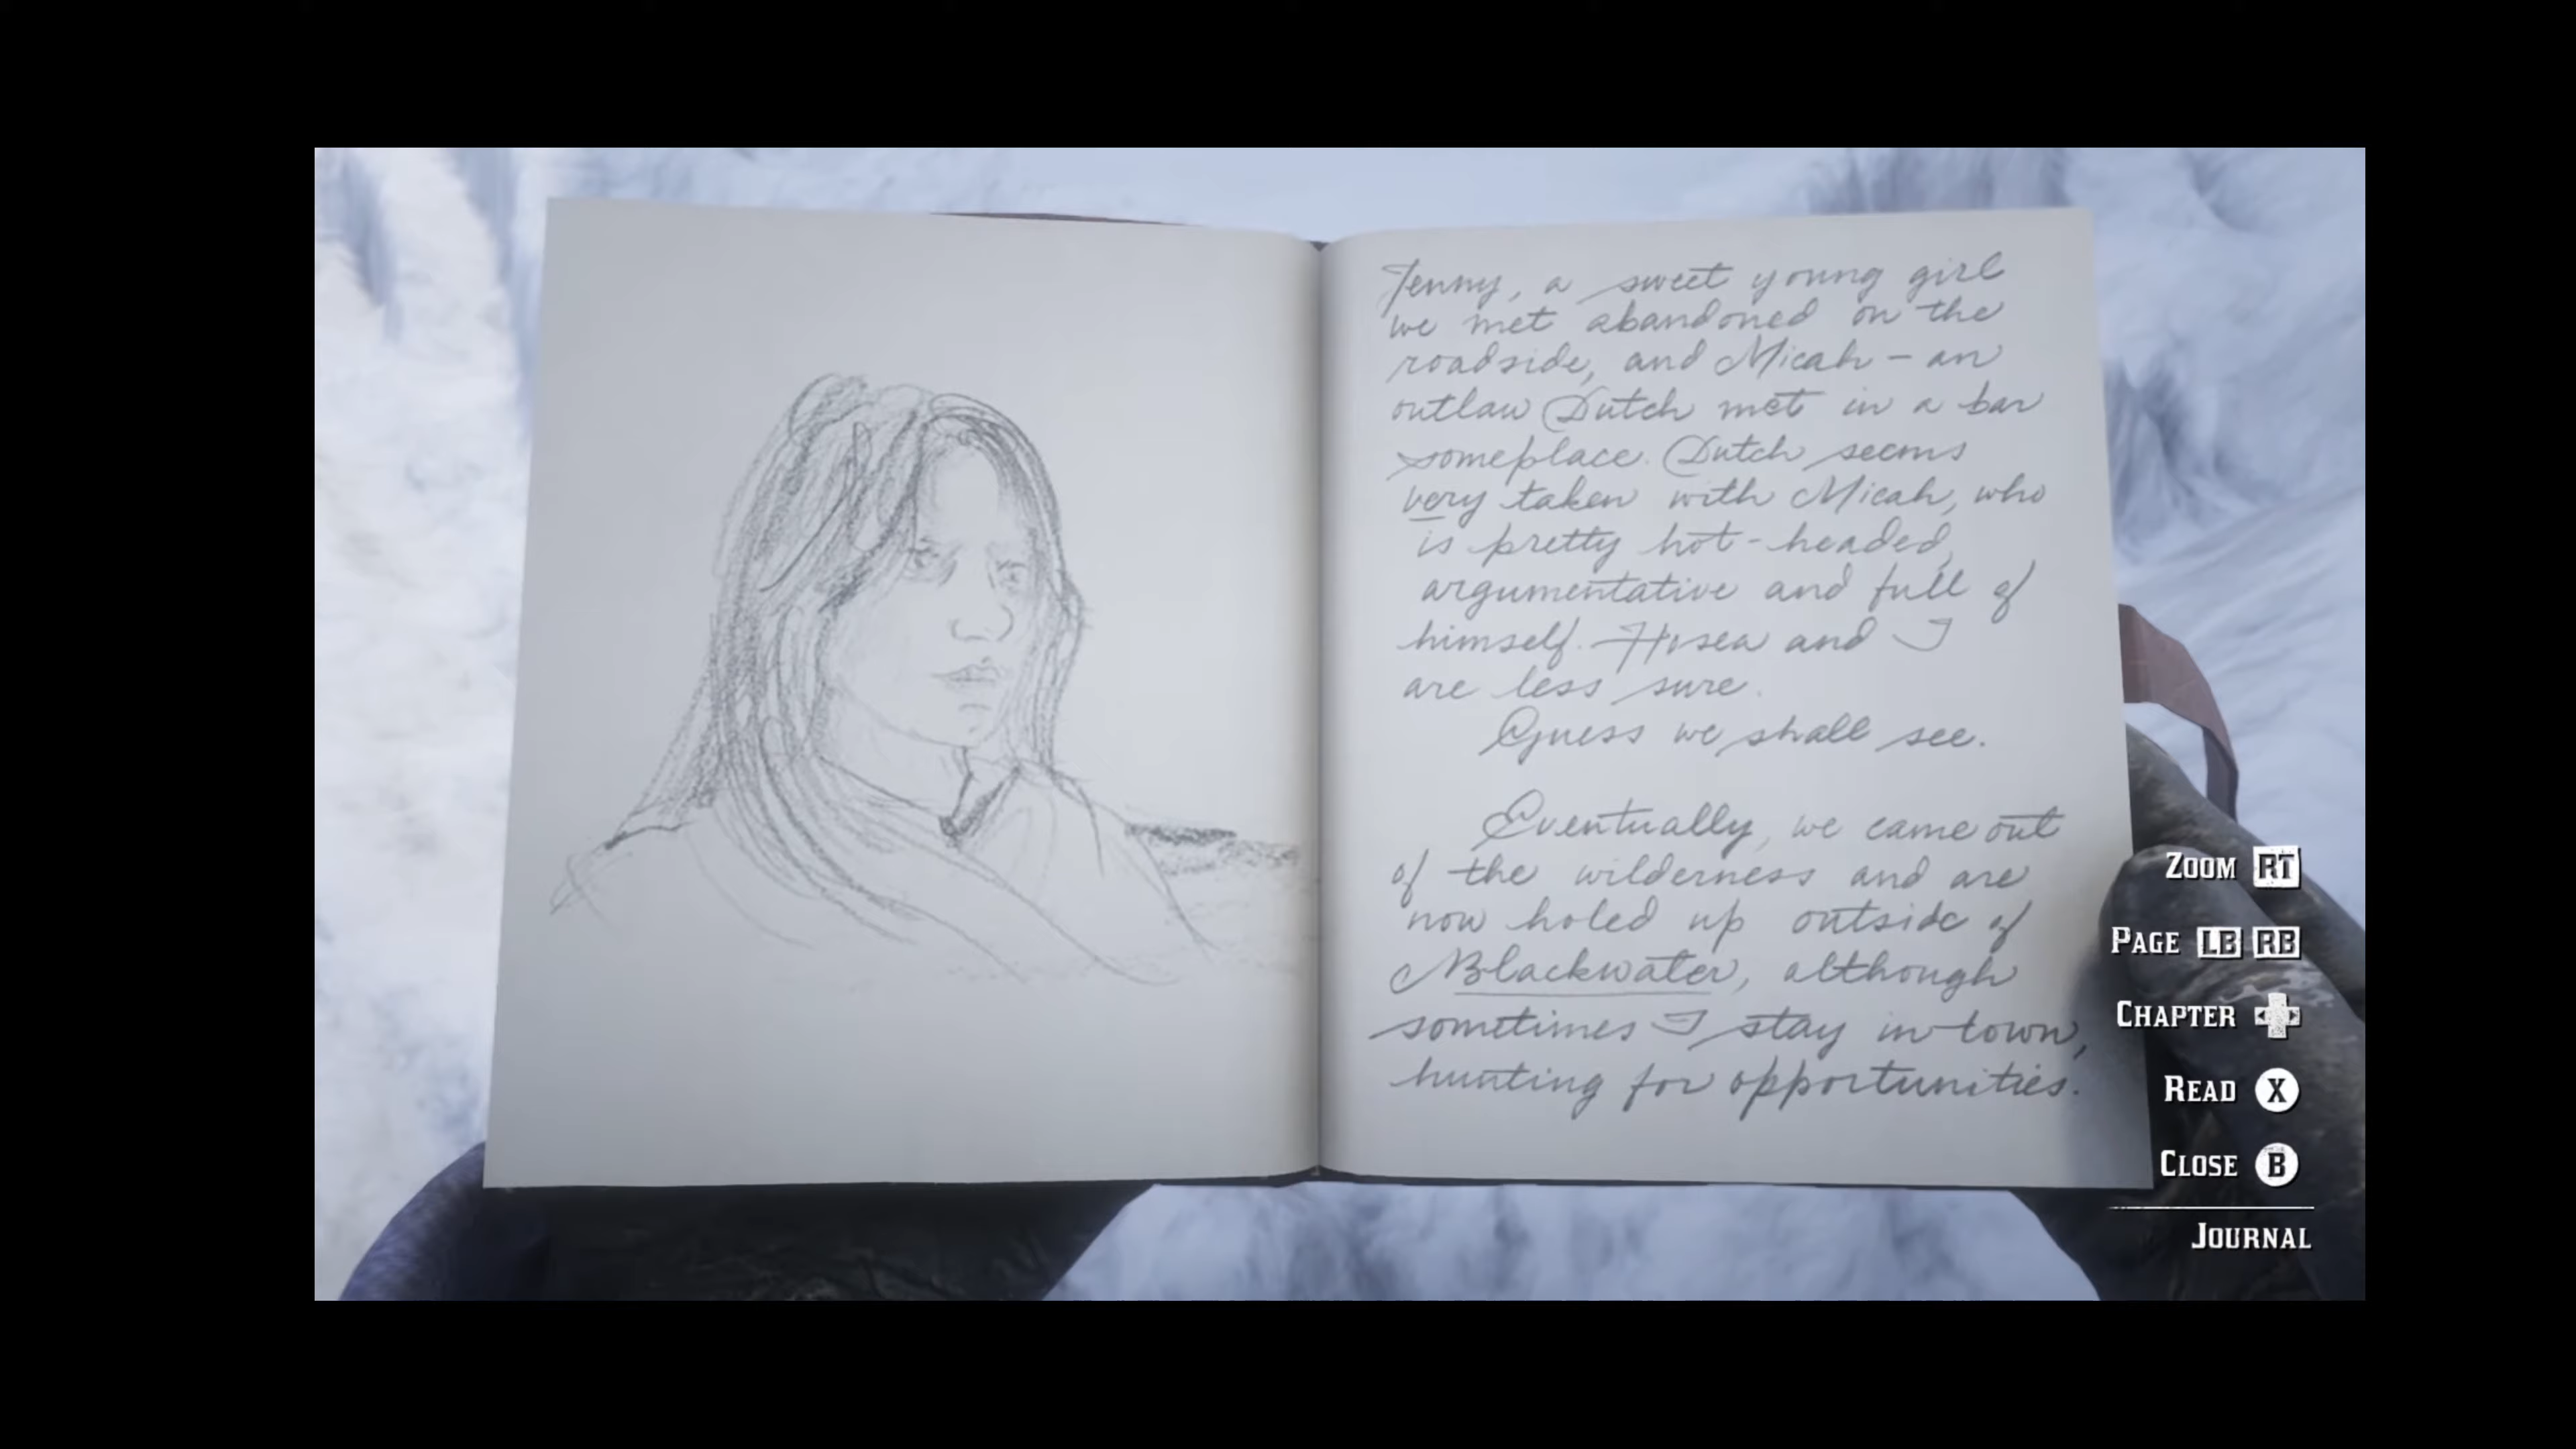 Jenny, a sweet young girl
we met abandoned on the
roadside, and Micah – an
outlaw Dutch met in a bar
someplace. Dutch seems
very taken with Micah, who
is pretty hot-headed,
argumentative and full of
himself. Hosea and I
are less sure.
Guess we shall see.
Eventually, we came out
of the wilderness and are
now holed up outside of
Blackwater, although
sometimes I stay in town,
hunting for opportunities.
ZOOM RT
PAGE LB RB
CHAPTER
READ X
CLOSE B
JOURNAL